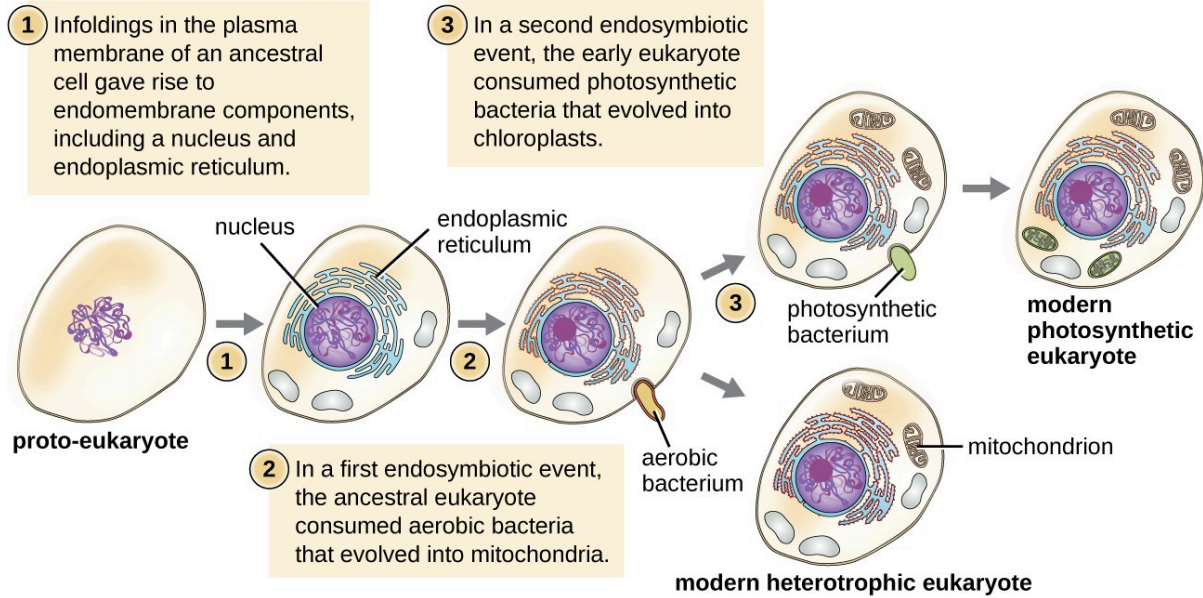 1
Infoldings in the plasma
membrane of an ancestral
cell gave rise to
endomembrane components,
including a nucleus and
endoplasmic reticulum.
3
In a second endosymbiotic
event, the early eukaryote
consumed photosynthetic
bacteria that evolved into
chloroplasts.
nucleus
endoplasmic
reticulum
1
2
3
photosynthetic
bacterium
modern
photosynthetic
eukaryote
proto-eukaryote
2
In a first endosymbiotic event,
the ancestral eukaryote
consumed aerobic bacteria
that evolved into mitochondria.
aerobic
bacterium
mitochondrion
modern heterotrophic eukaryote